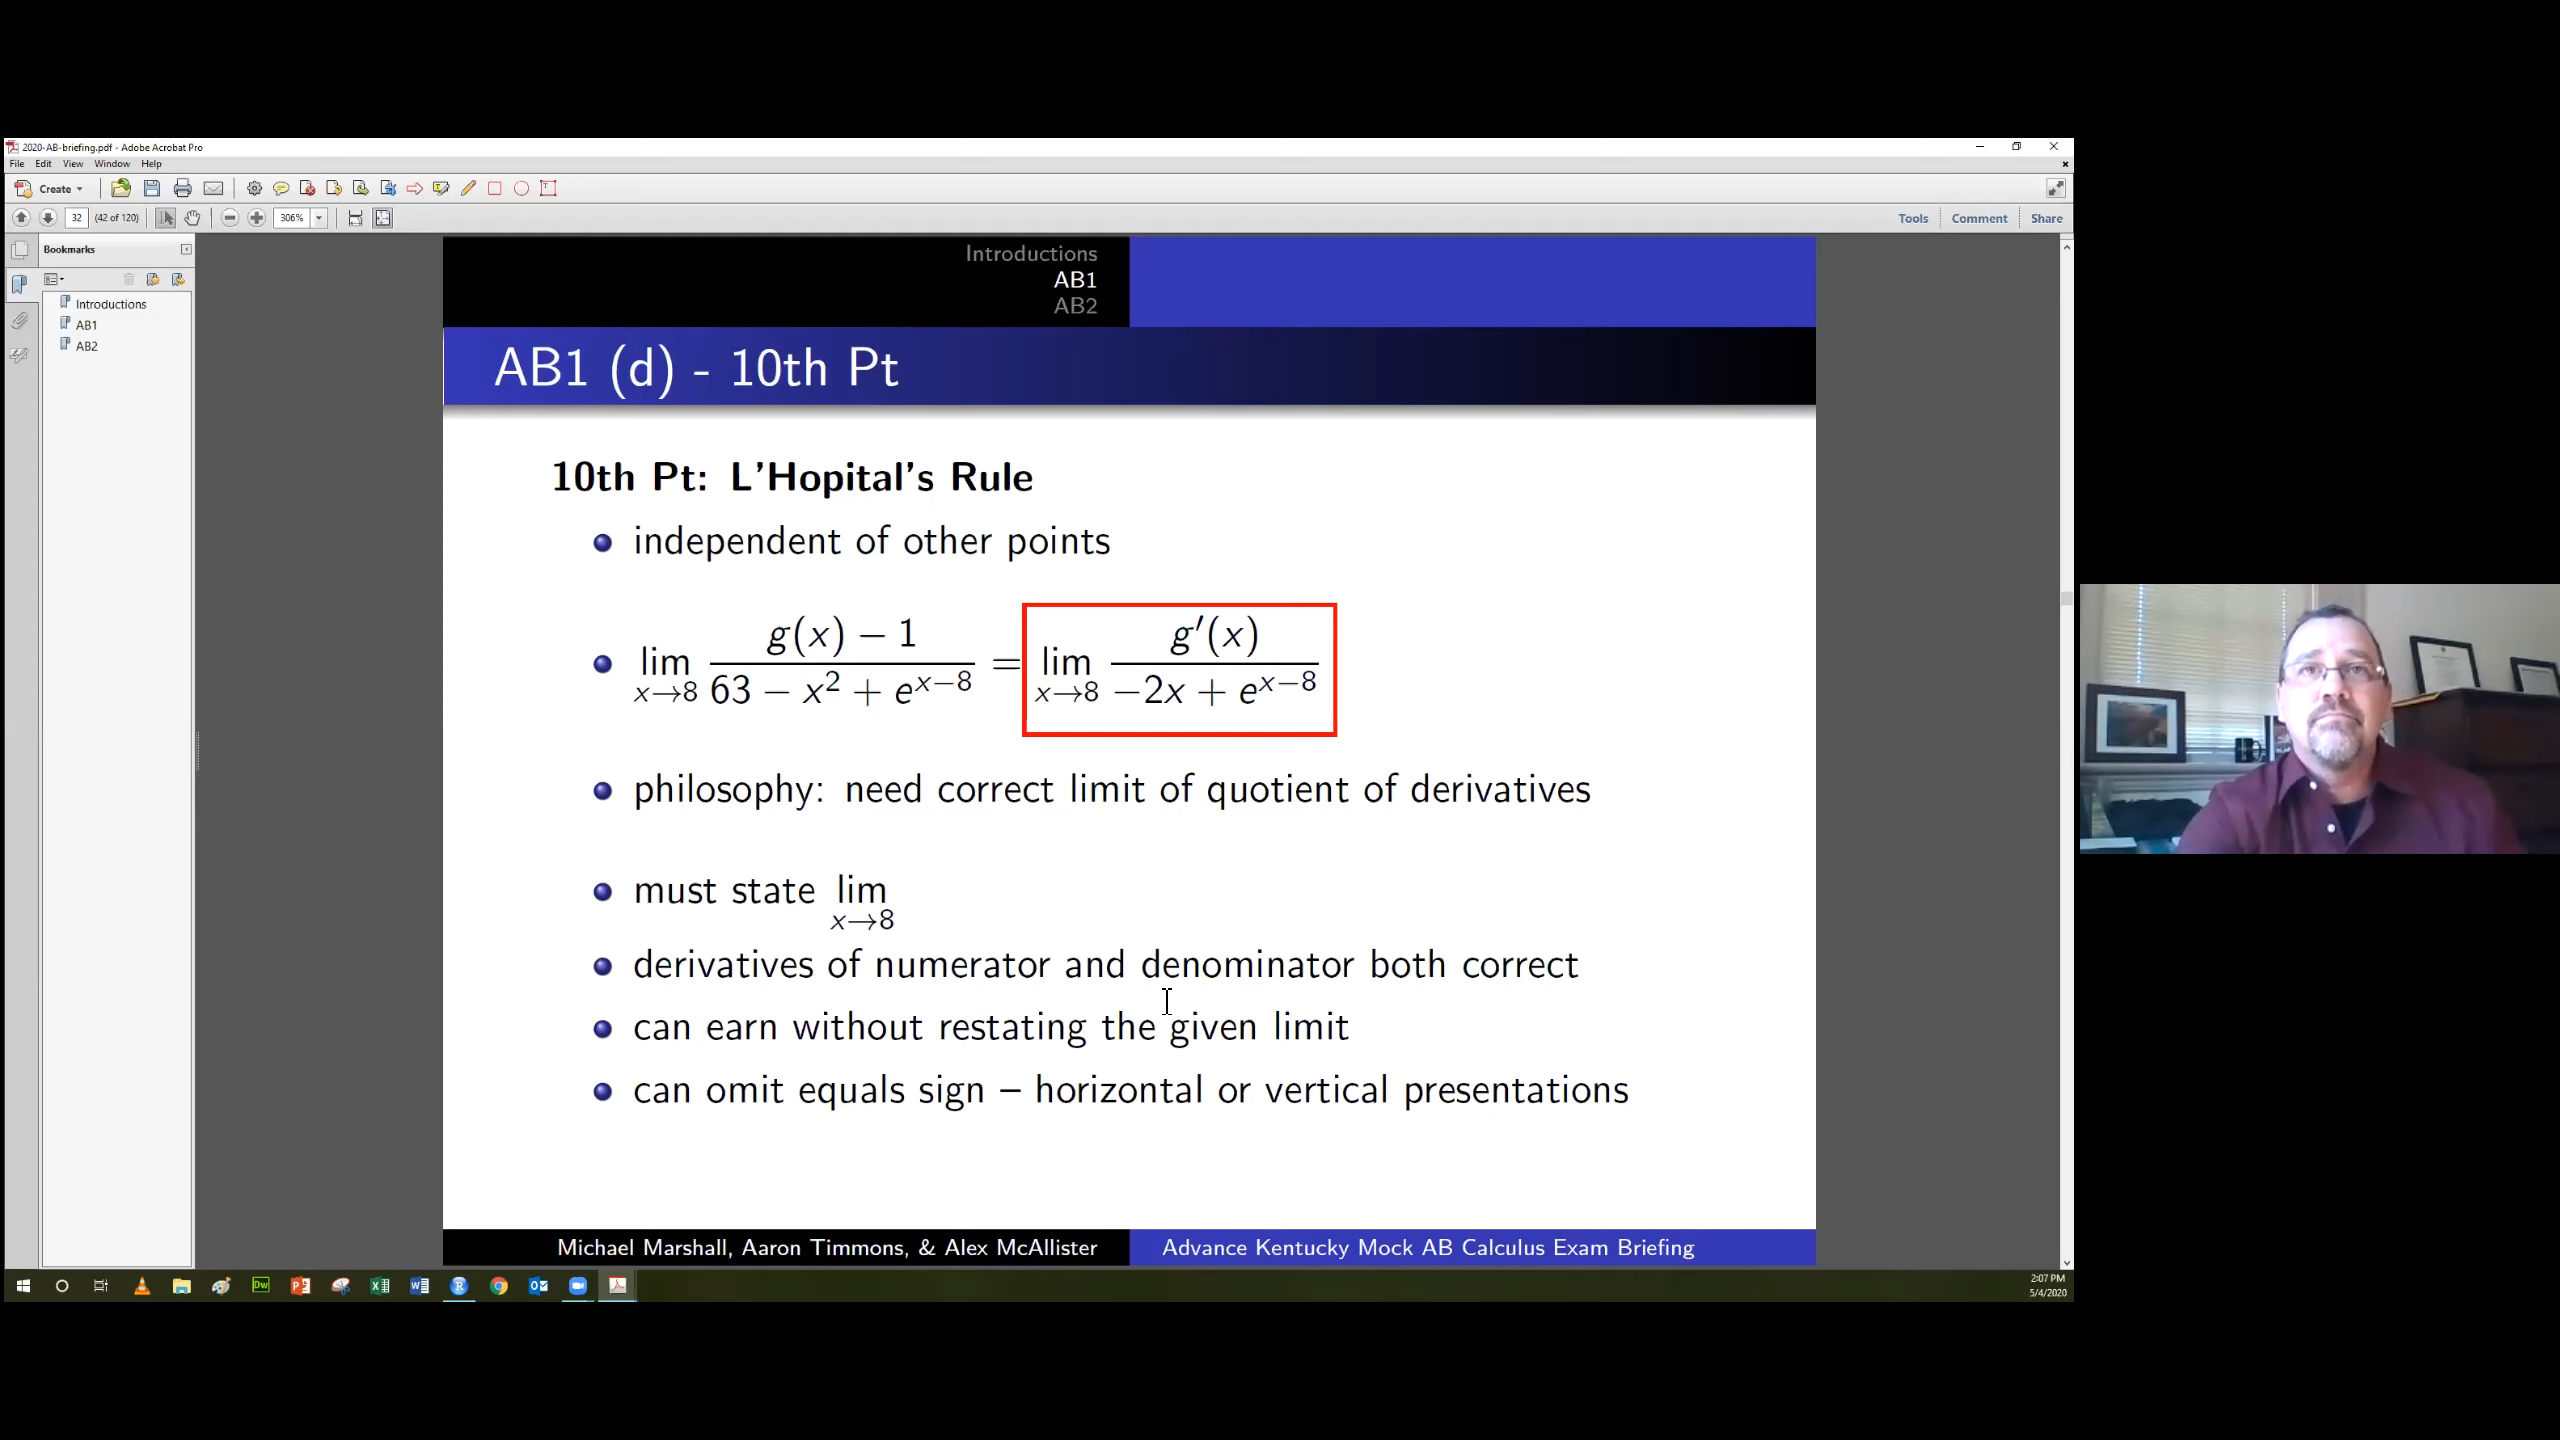 2020-AB-briefing.pdf - Adobe Acrobat Pro
File Edit View Window Help
Create
32 (42 of 120) 306% Tools Comment Share
Bookmarks
Introductions
AB1
AB2
Introductions
AB1
AB2
AB1 (d) - 10th Pt
10th Pt: L'Hopital's Rule
independent of other points
lim x→8 (g(x) − 1)/(63 − x² + e^(x−8)) = lim x→8 g′(x)/(−2x + e^(x−8))
philosophy: need correct limit of quotient of derivatives
must state lim x→8
derivatives of numerator and denominator both correct
can earn without restating the given limit
can omit equals sign – horizontal or vertical presentations
Michael Marshall, Aaron Timmons, & Alex McAllister Advance Kentucky Mock AB Calculus Exam Briefing
2:07 PM
5/4/2020